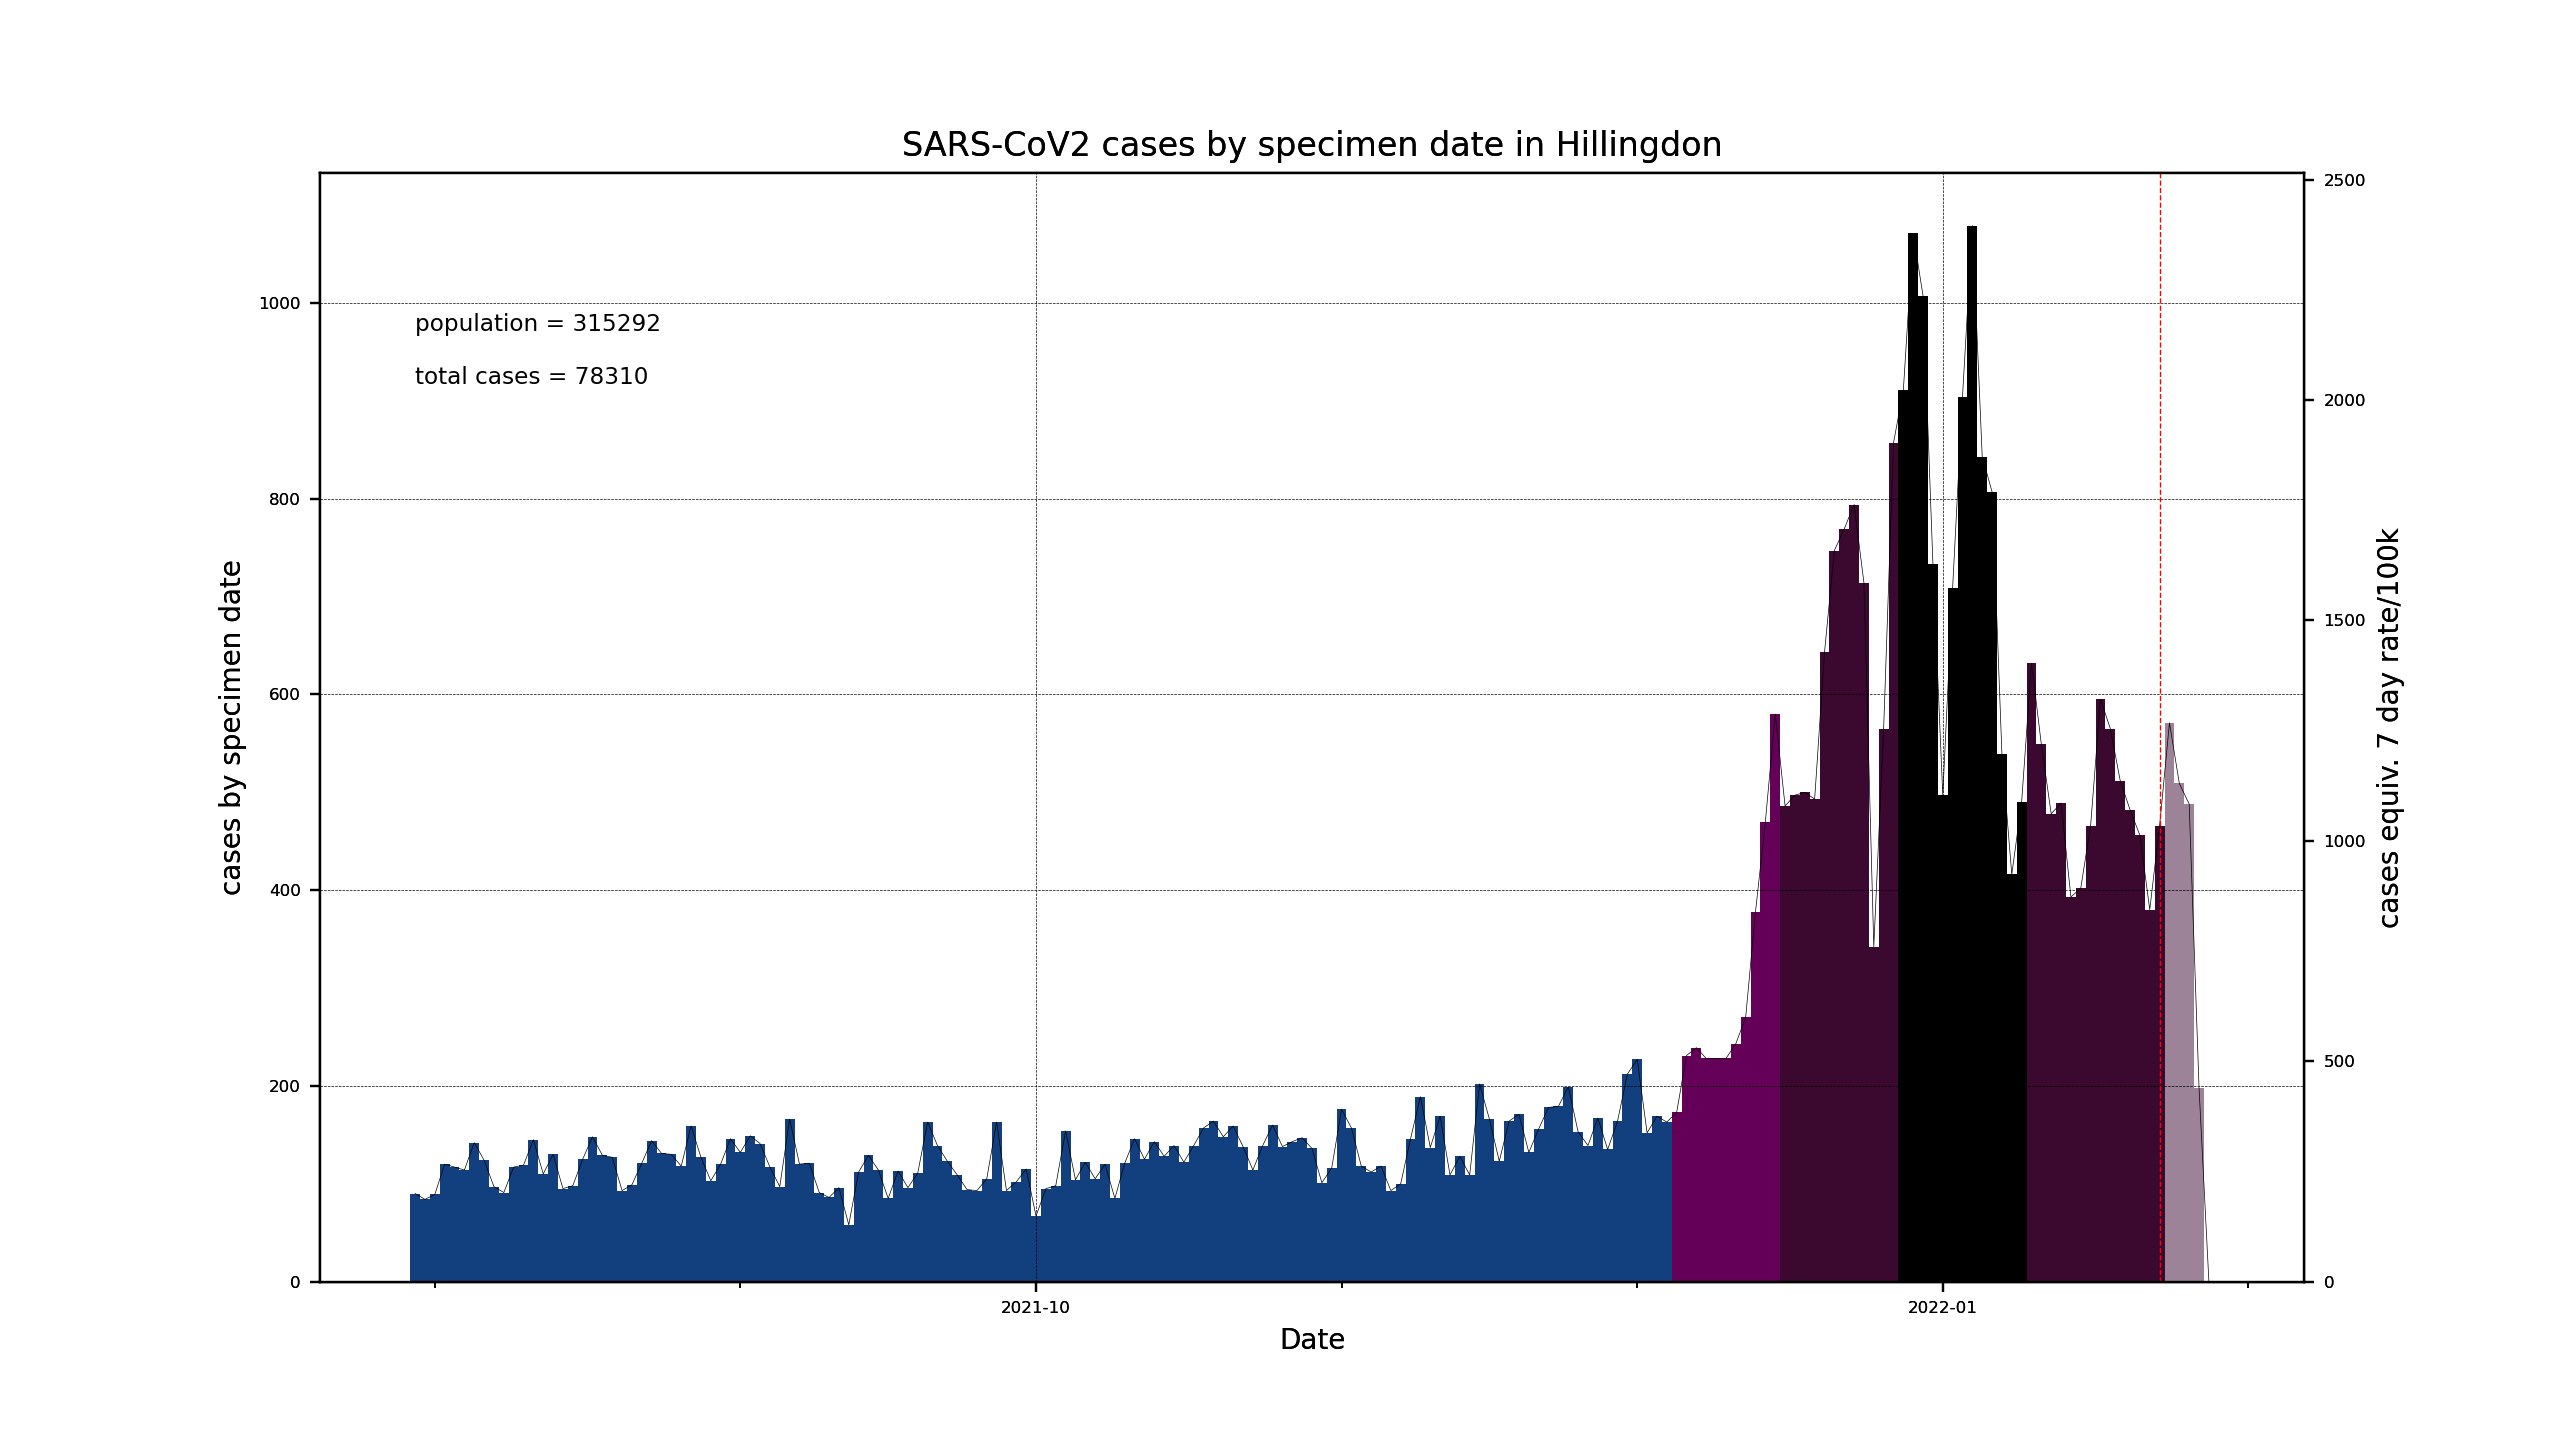 SARS-CoV2 cases by specimen date in Hillingdon
population = 315292
total cases = 78310
cases by specimen date
1000
800
600
400
200
0
2500
2000
1500
1000
500
0
cases equiv. 7 day rate/100k
2021-10
2022-01
Date